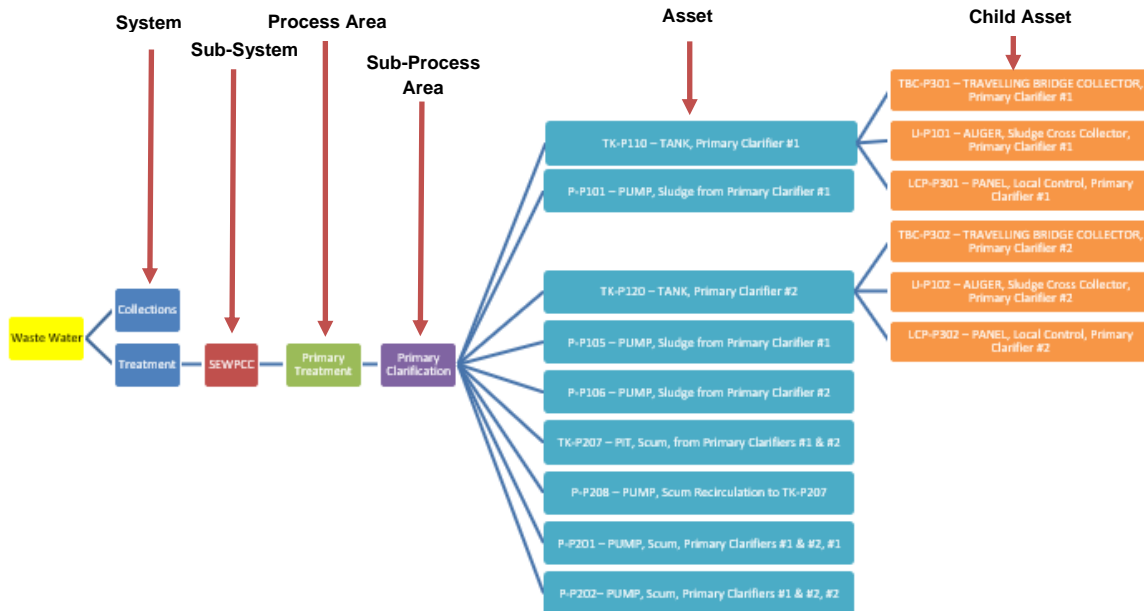 System
Sub-System
Process Area
Sub-Process
Area
Asset
Child Asset
Waste Water
Collections
Treatment
SEWPCC
Primary
Treatment
Primary
Clarification
TK-P110 – TANK, Primary Clarifier #1
P-P101 – PUMP, Sludge from Primary Clarifier #1
TK-P120 – TANK, Primary Clarifier #2
P-P105 – PUMP, Sludge from Primary Clarifier #1
P-P106 – PUMP, Sludge from Primary Clarifier #2
TK-P207 – PIT, Scum, from Primary Clarifiers #1 & #2
P-P208 – PUMP, Scum Recirculation to TK-P207
P-P201 – PUMP, Scum, Primary Clarifiers #1 & #2, #1
P-P202– PUMP, Scum, Primary Clarifiers #1 & #2, #2
TBC-P301 – TRAVELLING BRIDGE COLLECTOR,
Primary Clarifier #1
U-P101 – AUGER, Sludge Cross Collector,
Primary Clarifier #1
LCP-P301 – PANEL, Local Control, Primary
Clarifier #1
TBC-P302 – TRAVELLING BRIDGE COLLECTOR,
Primary Clarifier #2
U-P102 – AUGER, Sludge Cross Collector,
Primary Clarifier #2
LCP-P302 – PANEL, Local Control, Primary
Clarifier #2